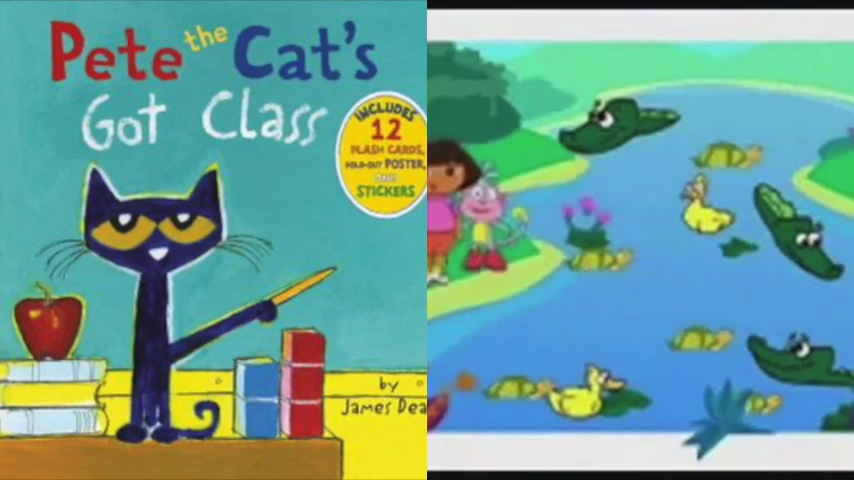 Pete the Cat's
Got Class
INCLUDES
12
FLASH CARDS,
FOLD-OUT POSTER,
AND
STICKERS
by
James Dea